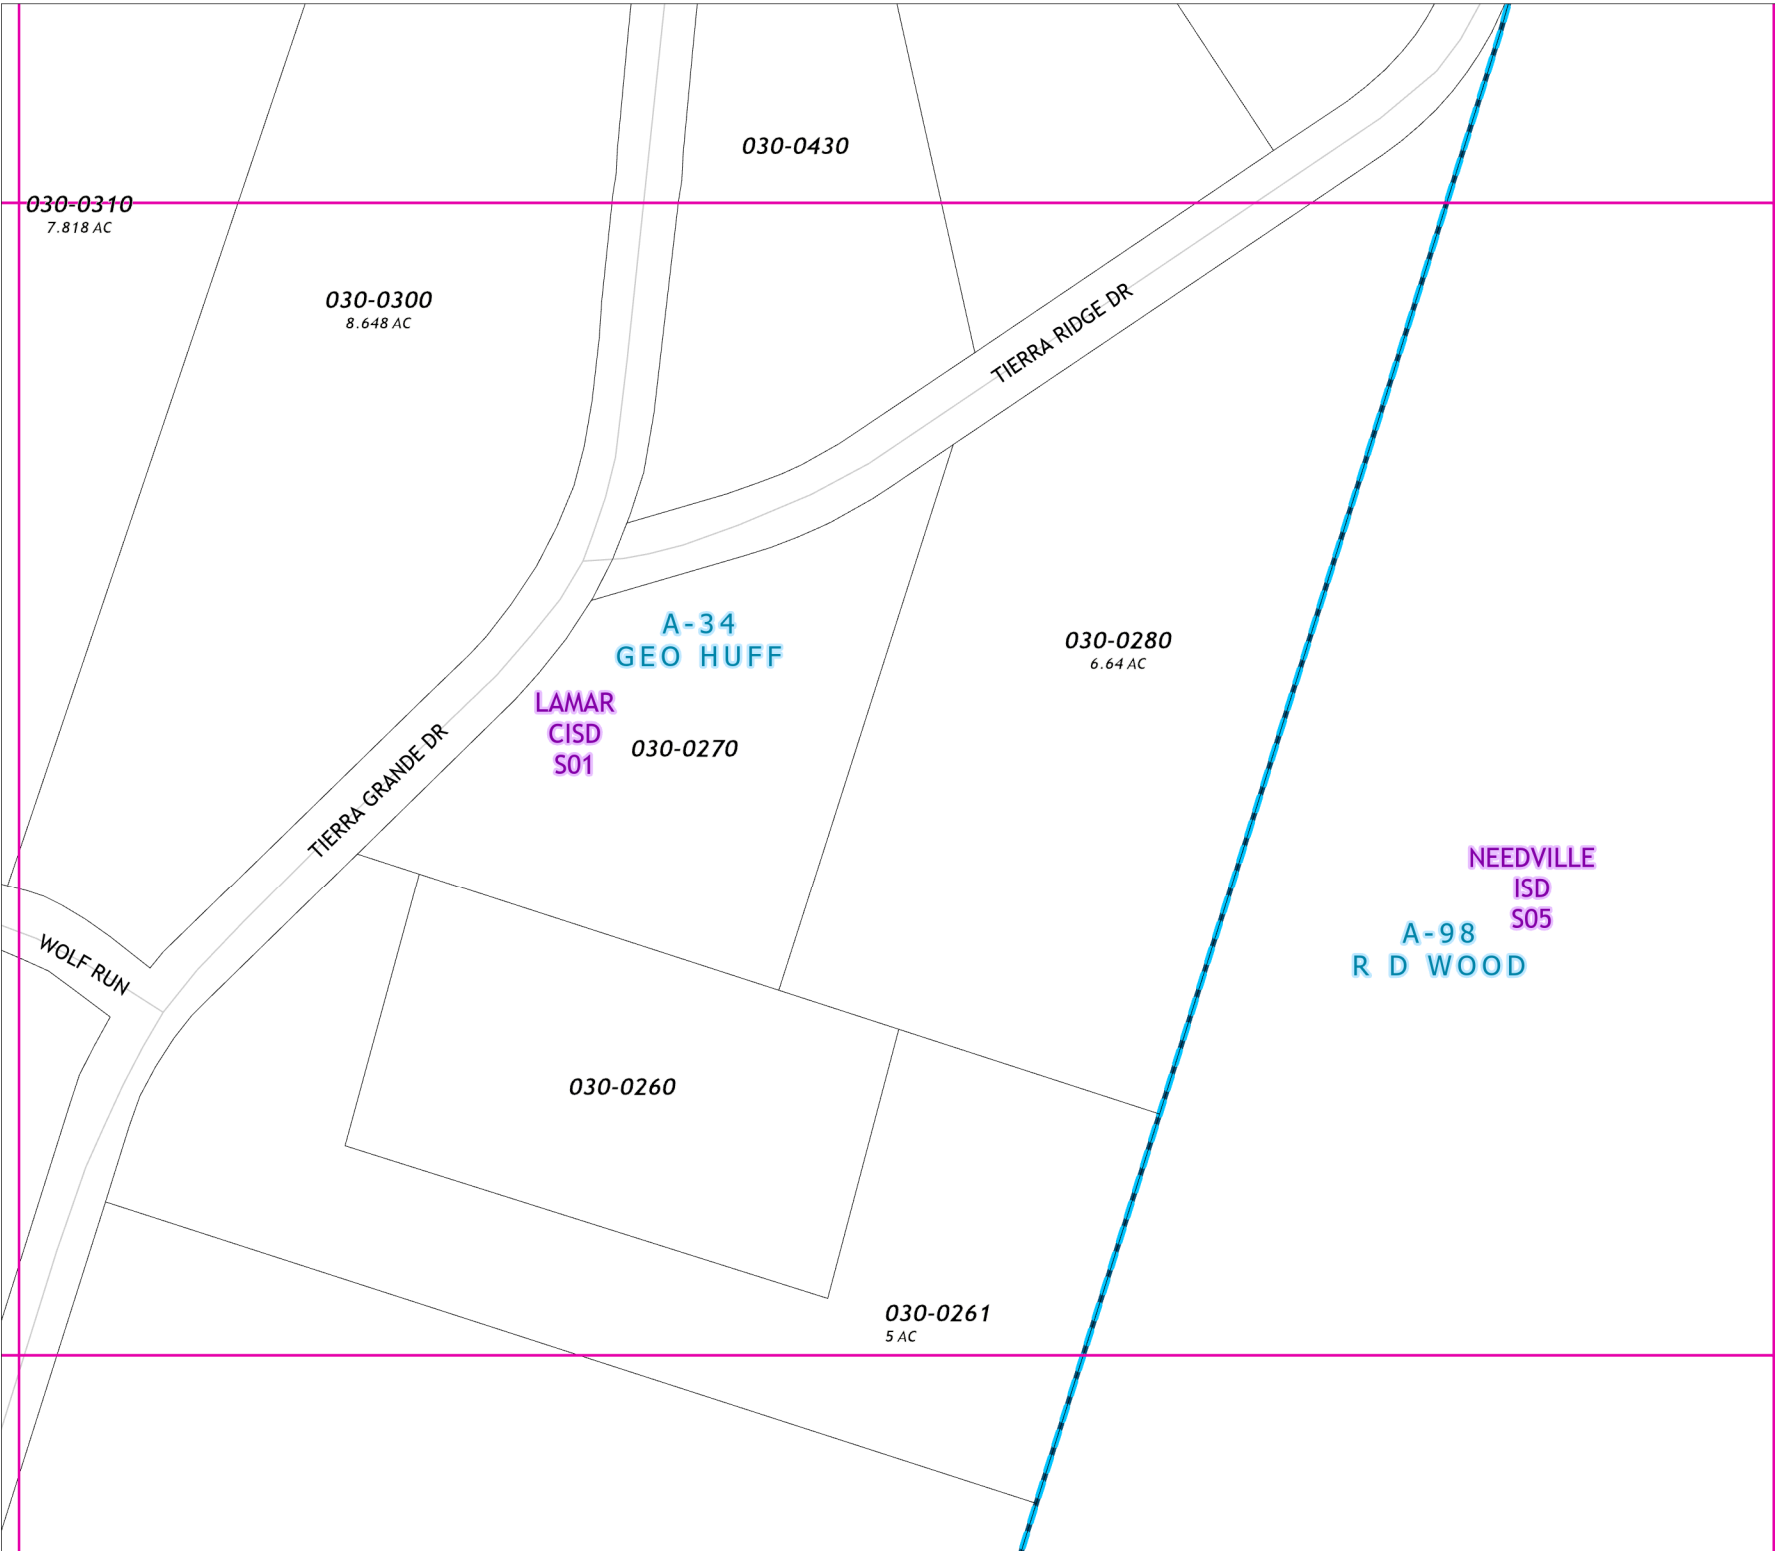 030-0430
030-0310
7.818 AC
030-0300
8.648 AC
TIERRA RIDGE DR
A-34
GEO HUFF
030-0280
6.64 AC
LAMAR
CISD
S01
030-0270
TIERRA GRANDE DR
NEEDVILLE
ISD
S05
A-98
R D WOOD
WOLF RUN
030-0260
030-0261
5 AC